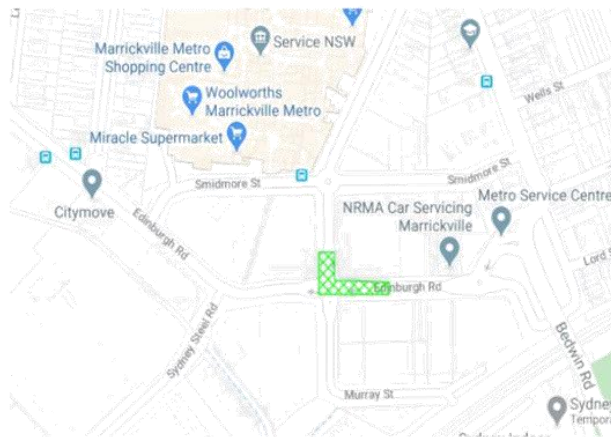 Marrickville Metro
Shopping Centre
Service NSW
Woolworths
Marrickville Metro
Miracle Supermarket
Wells St
Smidmore St
Smidmore St
Citymove
NRMA Car Servicing
Marrickville
Metro Service Centre
Edinburgh Rd
Lord S
Edinburgh Rd
Sydney Steel Rd
Bedwin Rd
Murray St
Sydney
Tempora